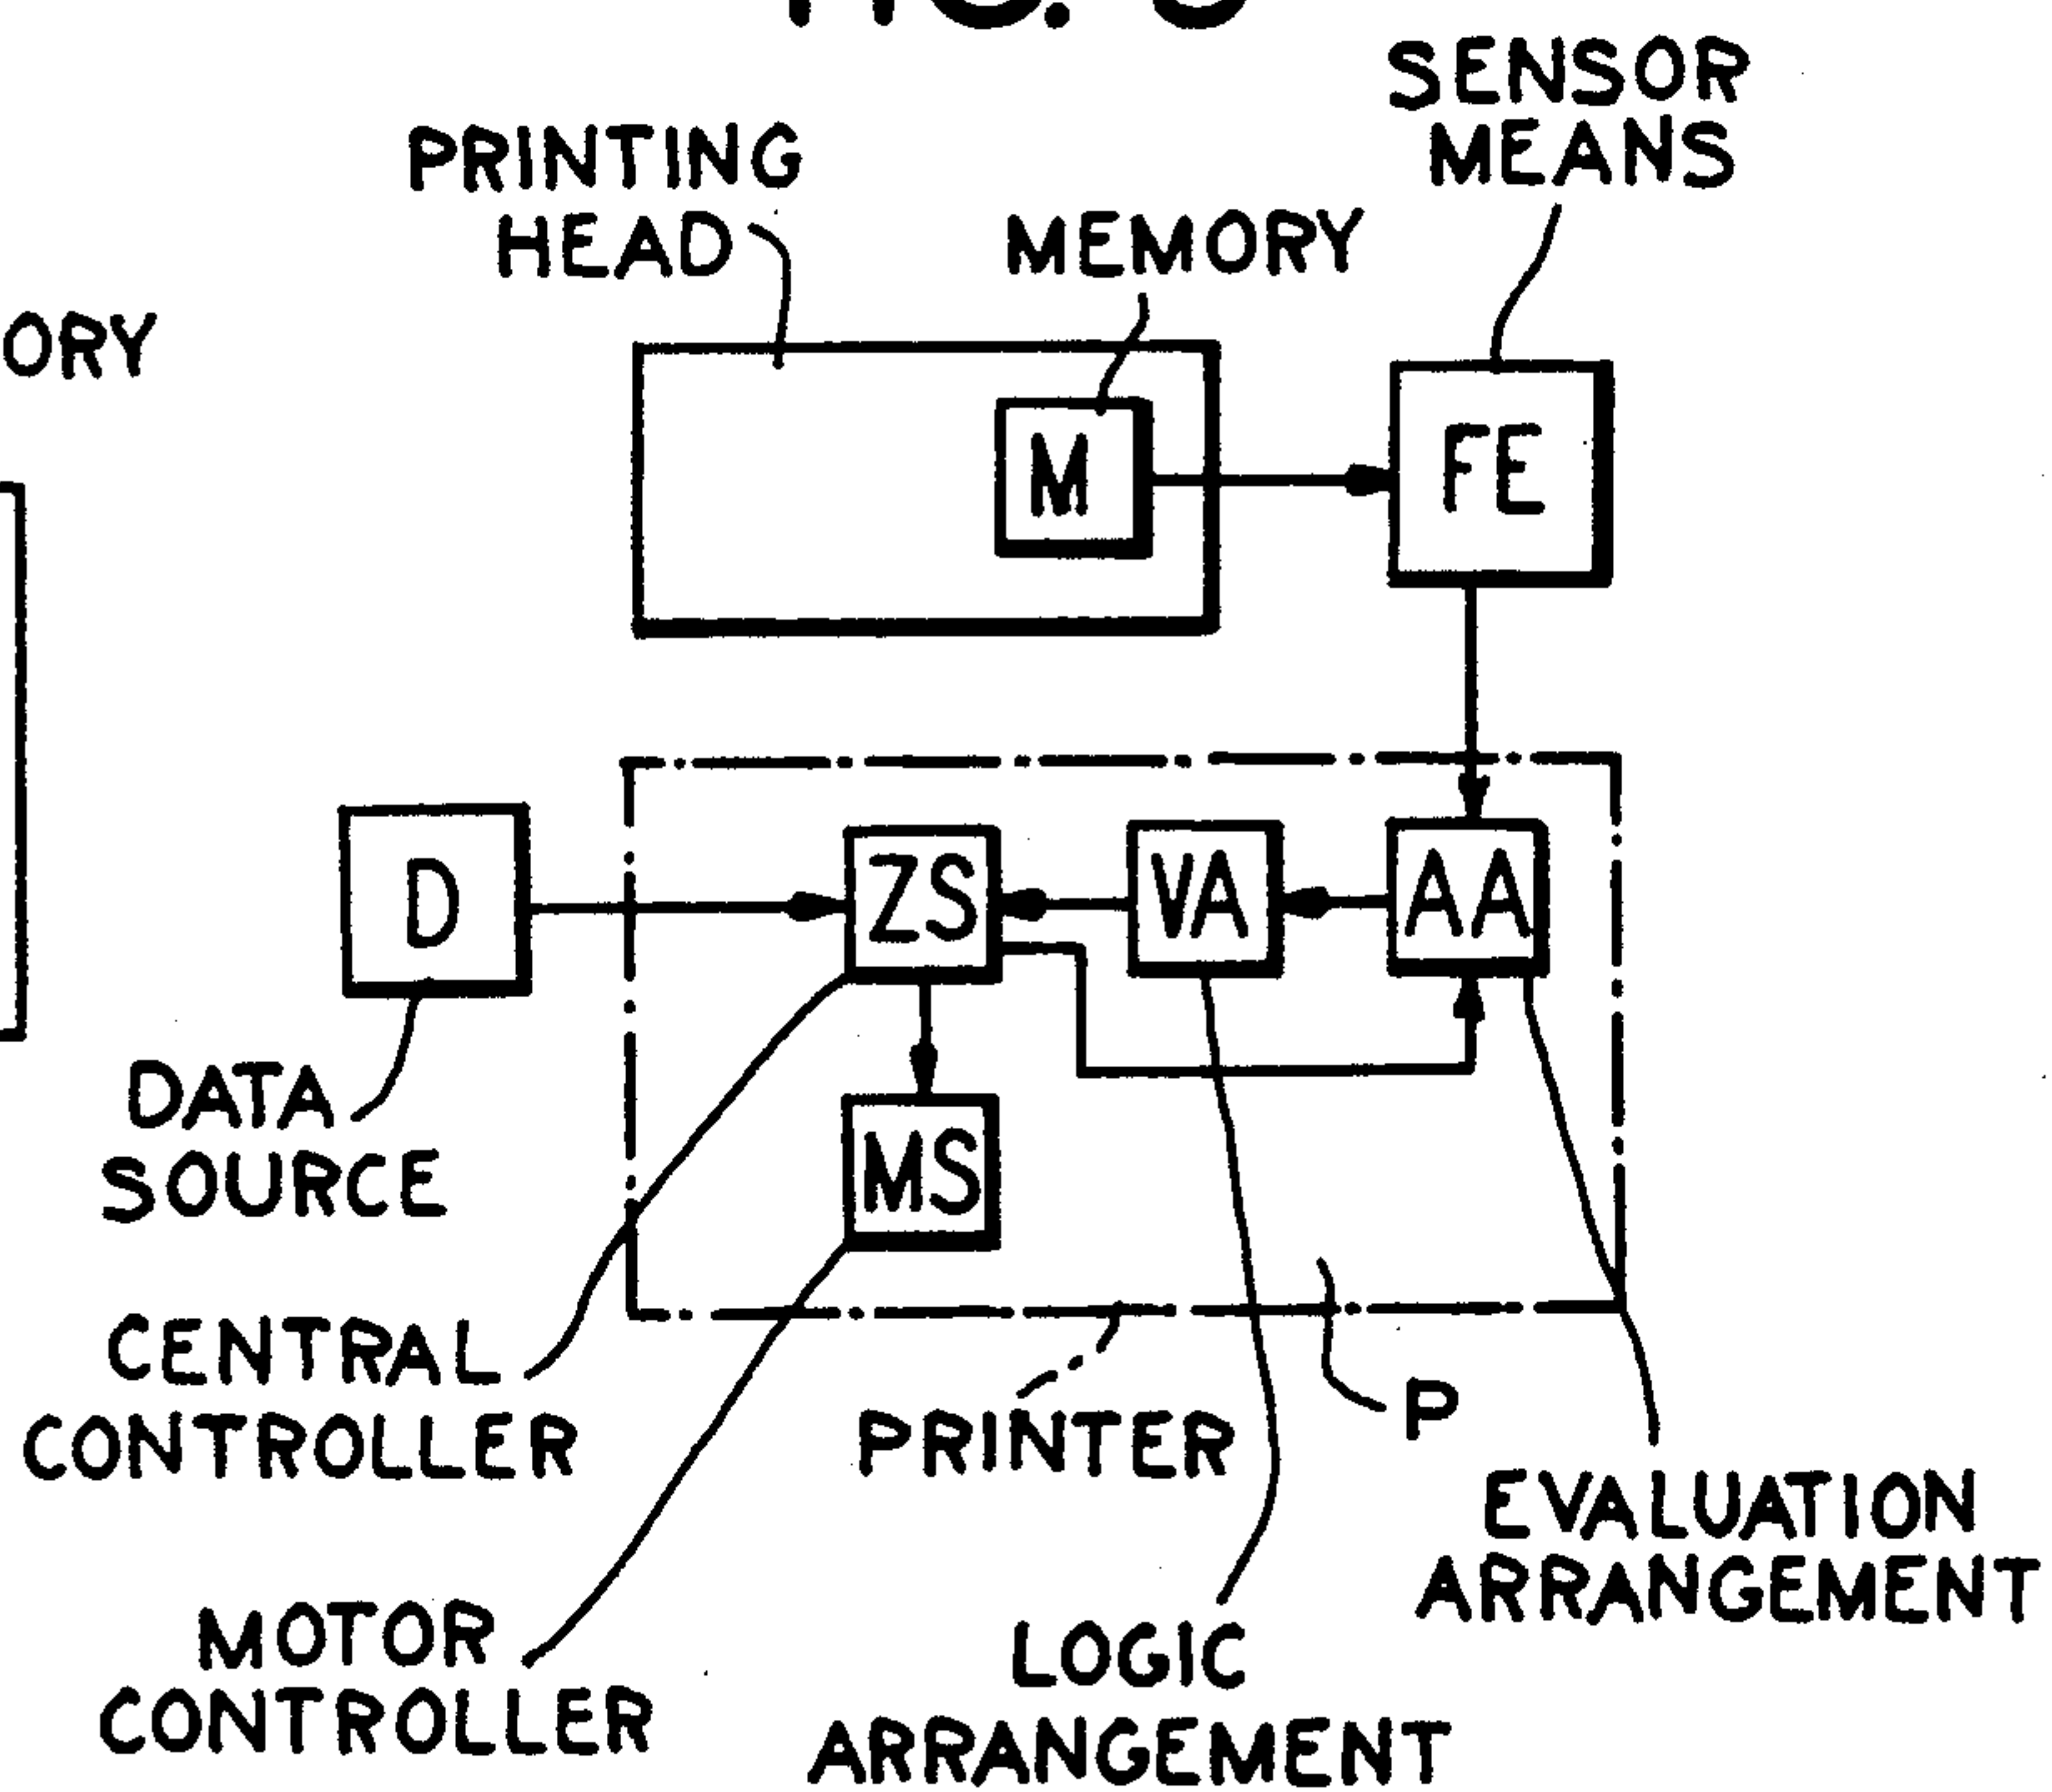 SENSOR
MEANS
PRINTING
HEAD
MEMORY
ORY
M
FE
D
ZS
VA
AA
MS
DATA
SOURCE
CENTRAL
CONTROLLER
PRINTER
P
EVALUATION
ARRANGEMENT
MOTOR
CONTROLLER
LOGIC
ARRANGEMENT